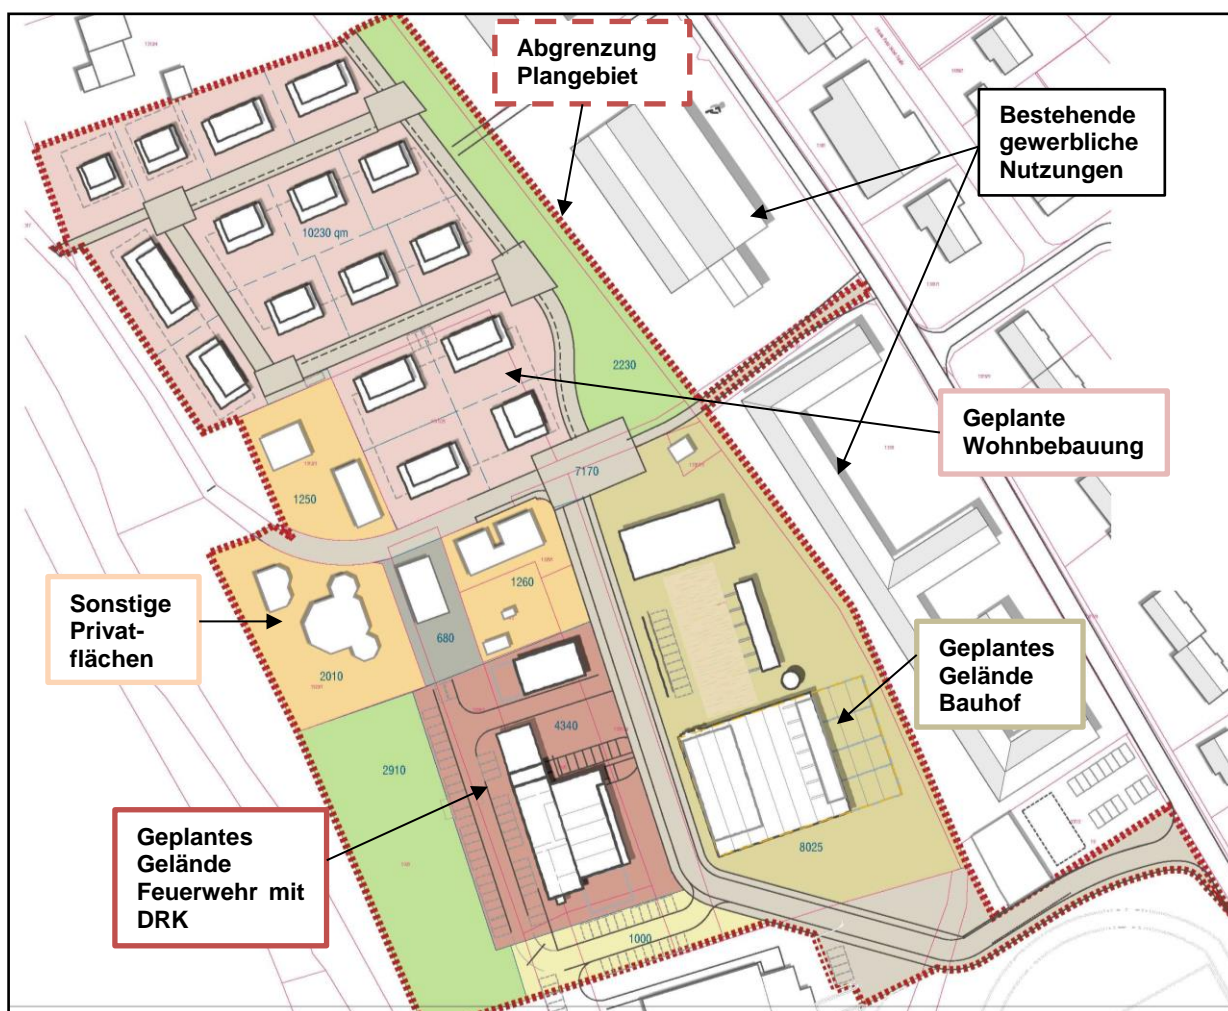 Abgrenzung
Plangebiet
Bestehende
gewerbliche
Nutzungen
10230 qm
2230
Geplante
Wohnbebauung
7170
1250
1260
Sonstige
Privat-
flächen
680
2010
Geplantes
Gelände
Bauhof
4340
2910
Geplantes
Gelände
Feuerwehr mit
DRK
8025
1000